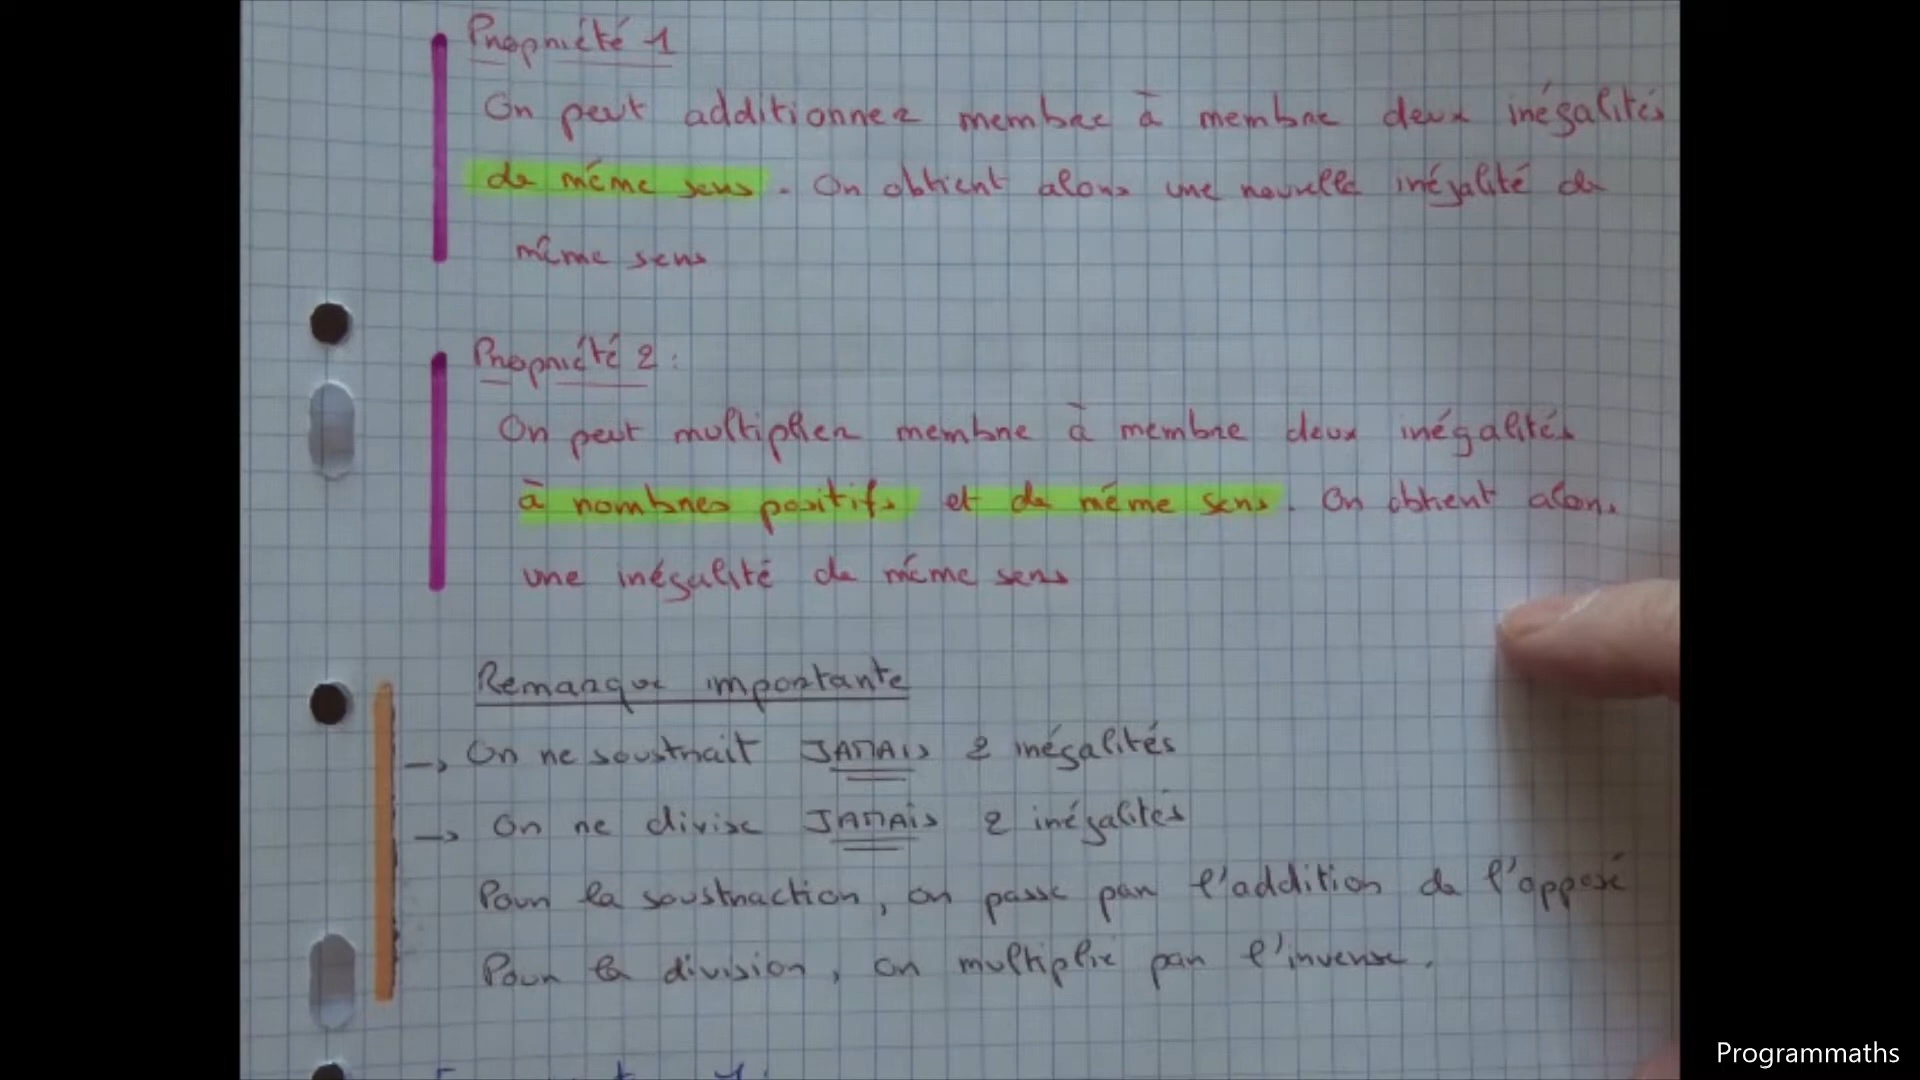 Propriété 1
On peut additionner membre à membre deux inégalités
de même sens. On obtient alors une nouvelle inégalité de
même sens
Propriété 2 :
On peut multiplier membre à membre deux inégalités
à nombres positifs et de même sens. On obtient alors
une inégalité de même sens
Remarque importante
→ On ne soustrait JAMAIS 2 inégalités
→ On ne divise JAMAIS 2 inégalités
Pour la soustraction, on passe par l'addition de l'opposé
Pour la division, on multiplie par l'inverse.
Programmaths